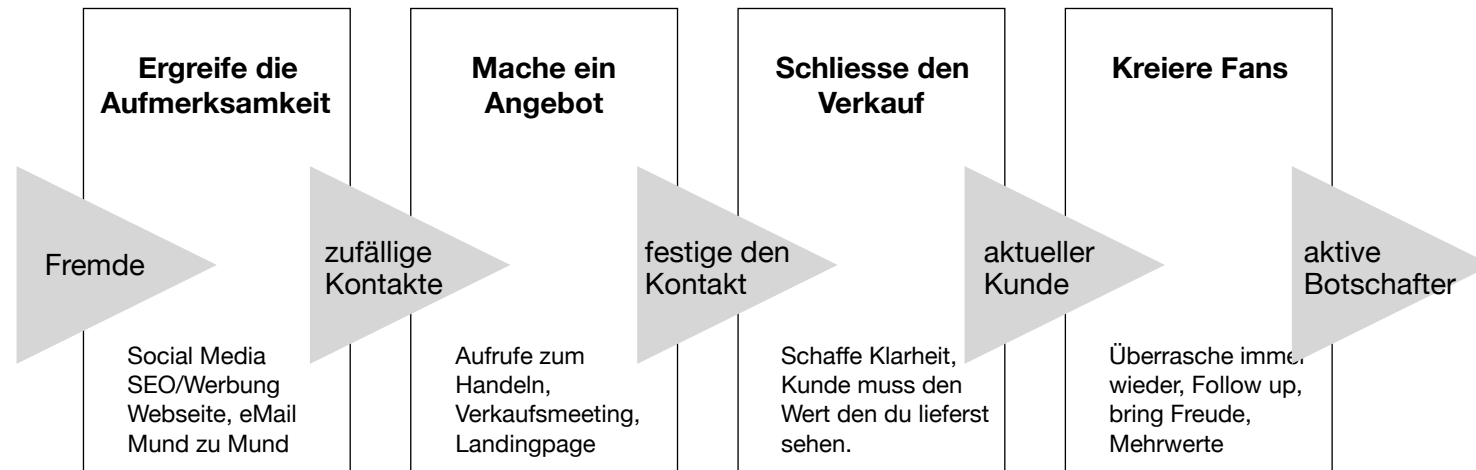 Ergreife die
Aufmerksamkeit
Mache ein
Angebot
Schliesse den
Verkauf
Kreiere Fans
Fremde
zufällige
Kontakte
festige den
Kontakt
aktueller
Kunde
aktive
Botschafter
Social Media
SEO/Werbung
Webseite, eMail
Mund zu Mund
Aufrufe zum
Handeln,
Verkaufsmeeting,
Landingpage
Schaffe Klarheit,
Kunde muss den
Wert den du lieferst
sehen.
Überrasche immer
wieder, Follow up,
bring Freude,
Mehrwerte